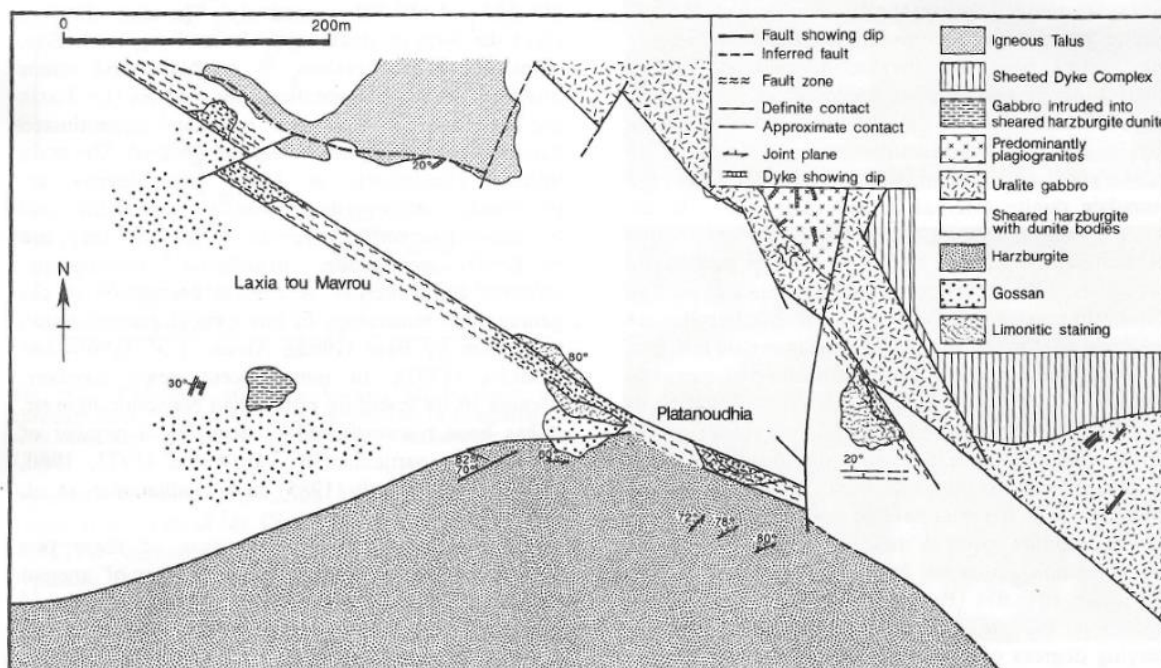 0 200m
Fault showing dip
Inferred fault
Fault zone
Definite contact
Approximate contact
Joint plane
Dyke showing dip
Igneous Talus
Sheeted Dyke Complex
Gabbro intruded into
sheared harzburgite dunite
Predominantly
plagiogranites
Uralite gabbro
Sheared harzburgite
with dunite bodies
Harzburgite
Gossan
Limonitic staining
20°
N
Laxia tou Mavrou
80°
30°
Platanoudhia
82°
70°
60°
20°
72° 78°
80°